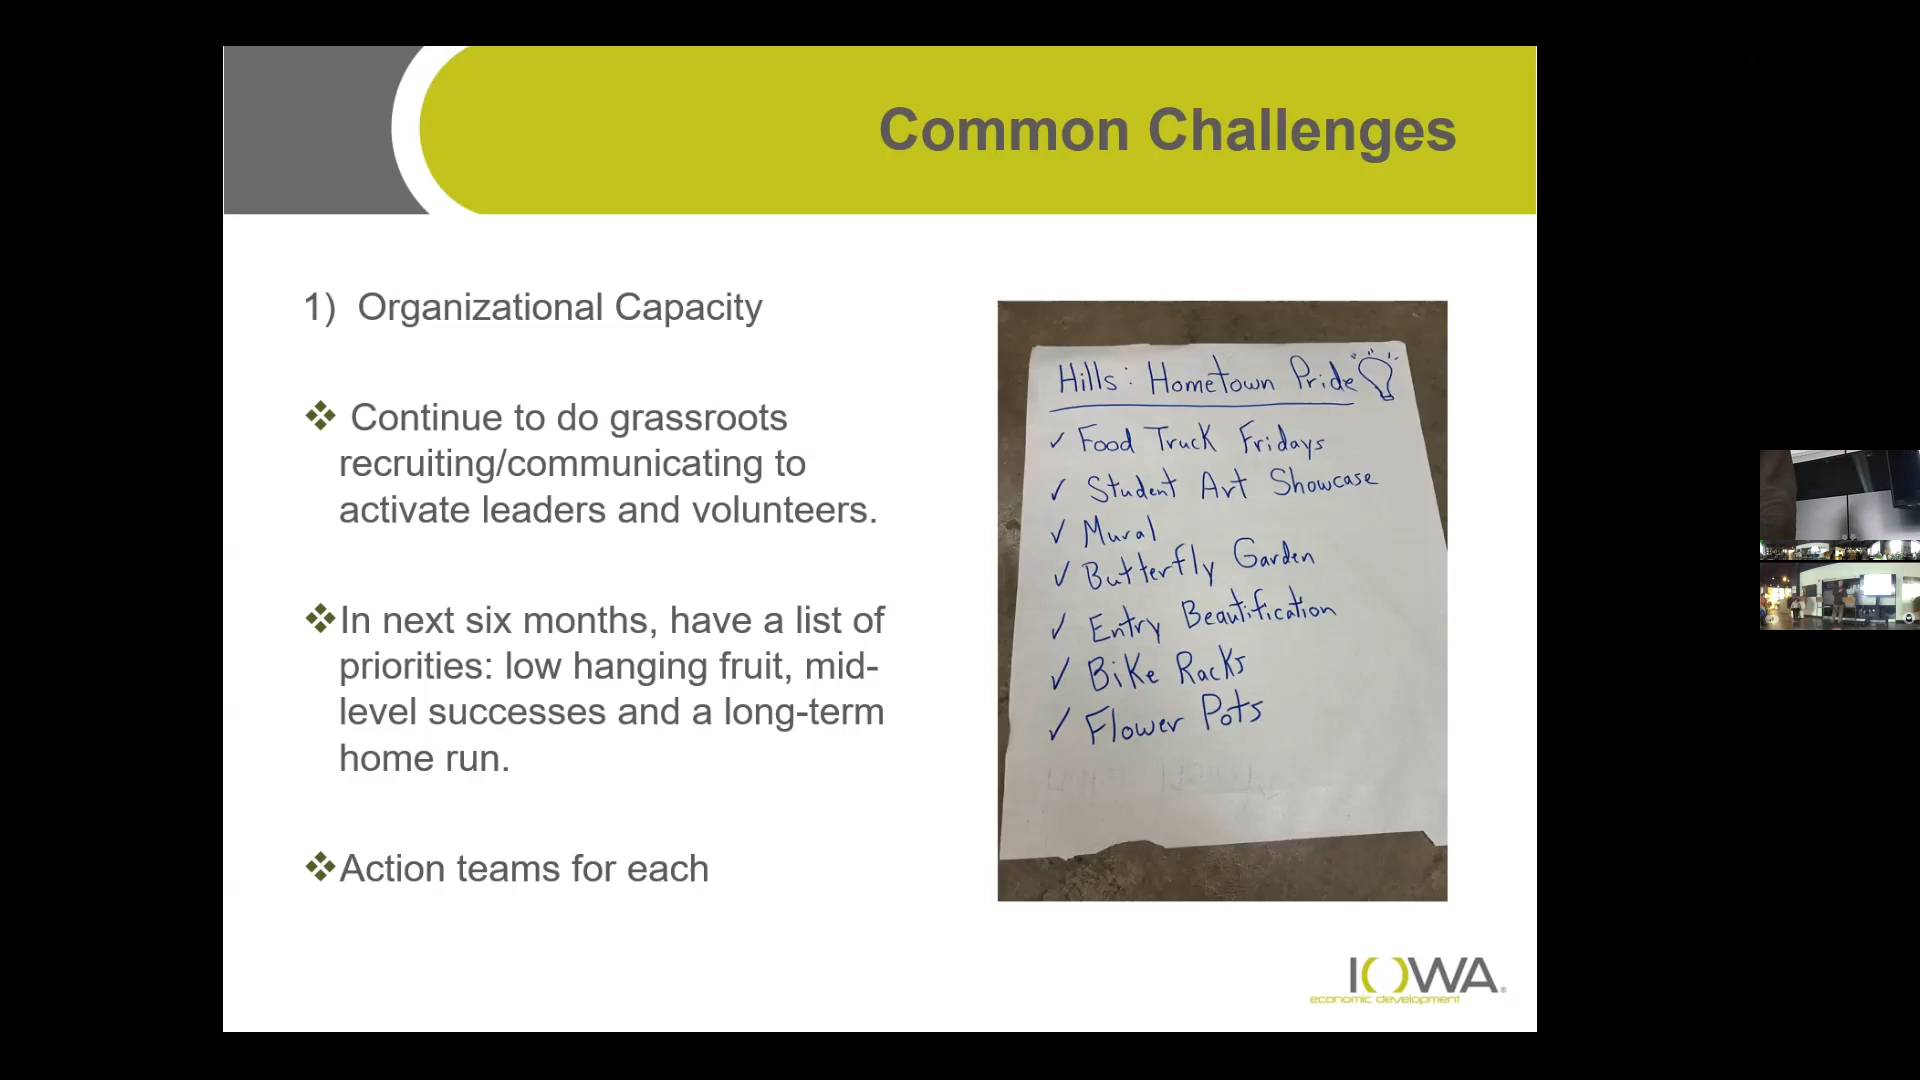 Common Challenges
1) Organizational Capacity
Continue to do grassroots
recruiting/communicating to
activate leaders and volunteers.
In next six months, have a list of
priorities: low hanging fruit, mid-
level successes and a long-term
home run.
Action teams for each
Hills: Hometown Pride
✓ Food Truck Fridays
✓ Student Art Showcase
✓ Mural
✓ Butterfly Garden
✓ Entry Beautification
✓ Bike Racks
✓ Flower Pots
IOWA®
economic development